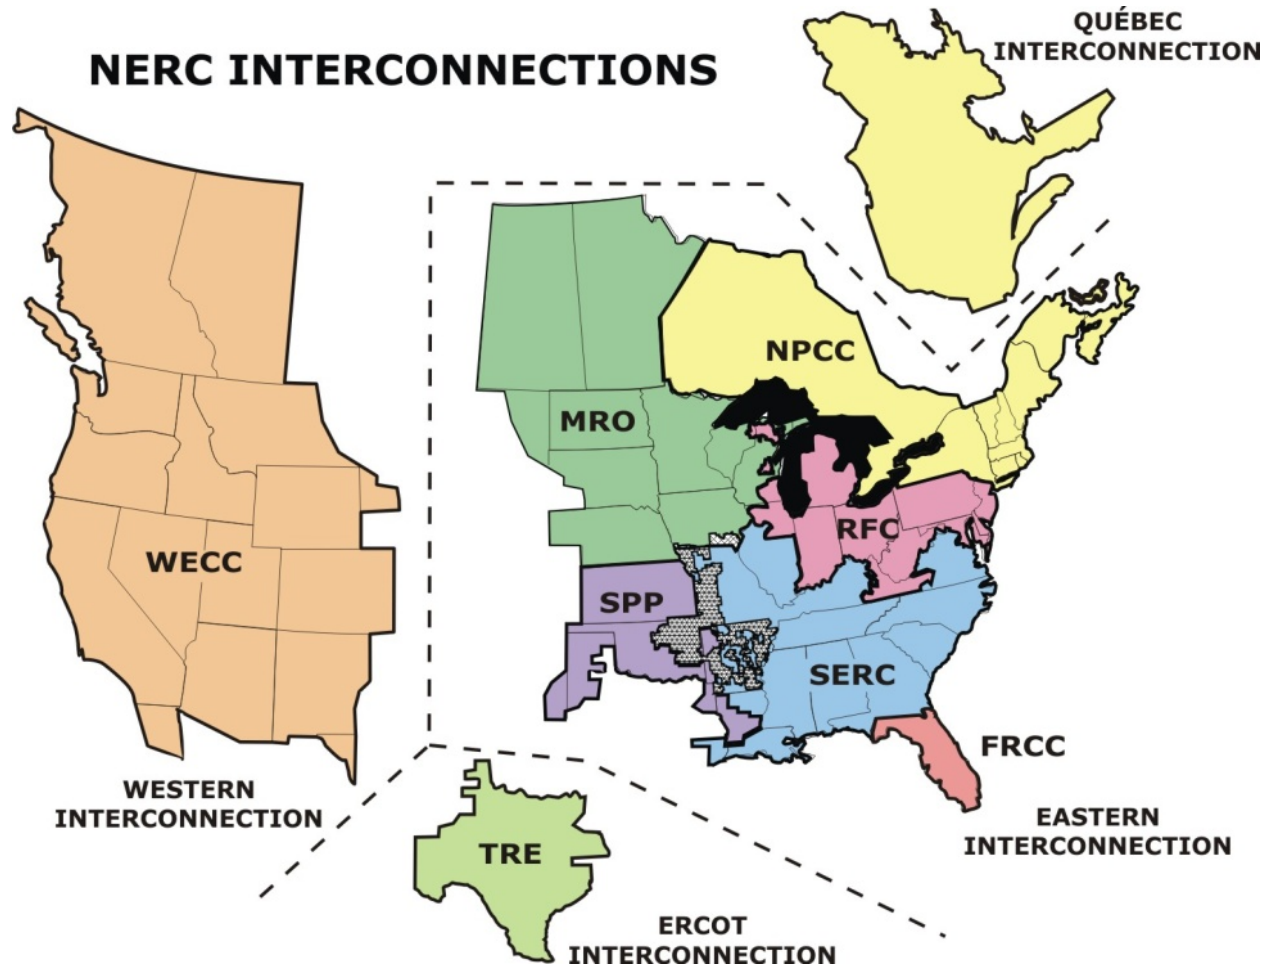 QUÉBEC
INTERCONNECTION
NERC INTERCONNECTIONS
NPCC
MRO
RFC
WECC
SPP
SERC
FRCC
WESTERN
INTERCONNECTION
EASTERN
INTERCONNECTION
TRE
ERCOT
INTERCONNECTION